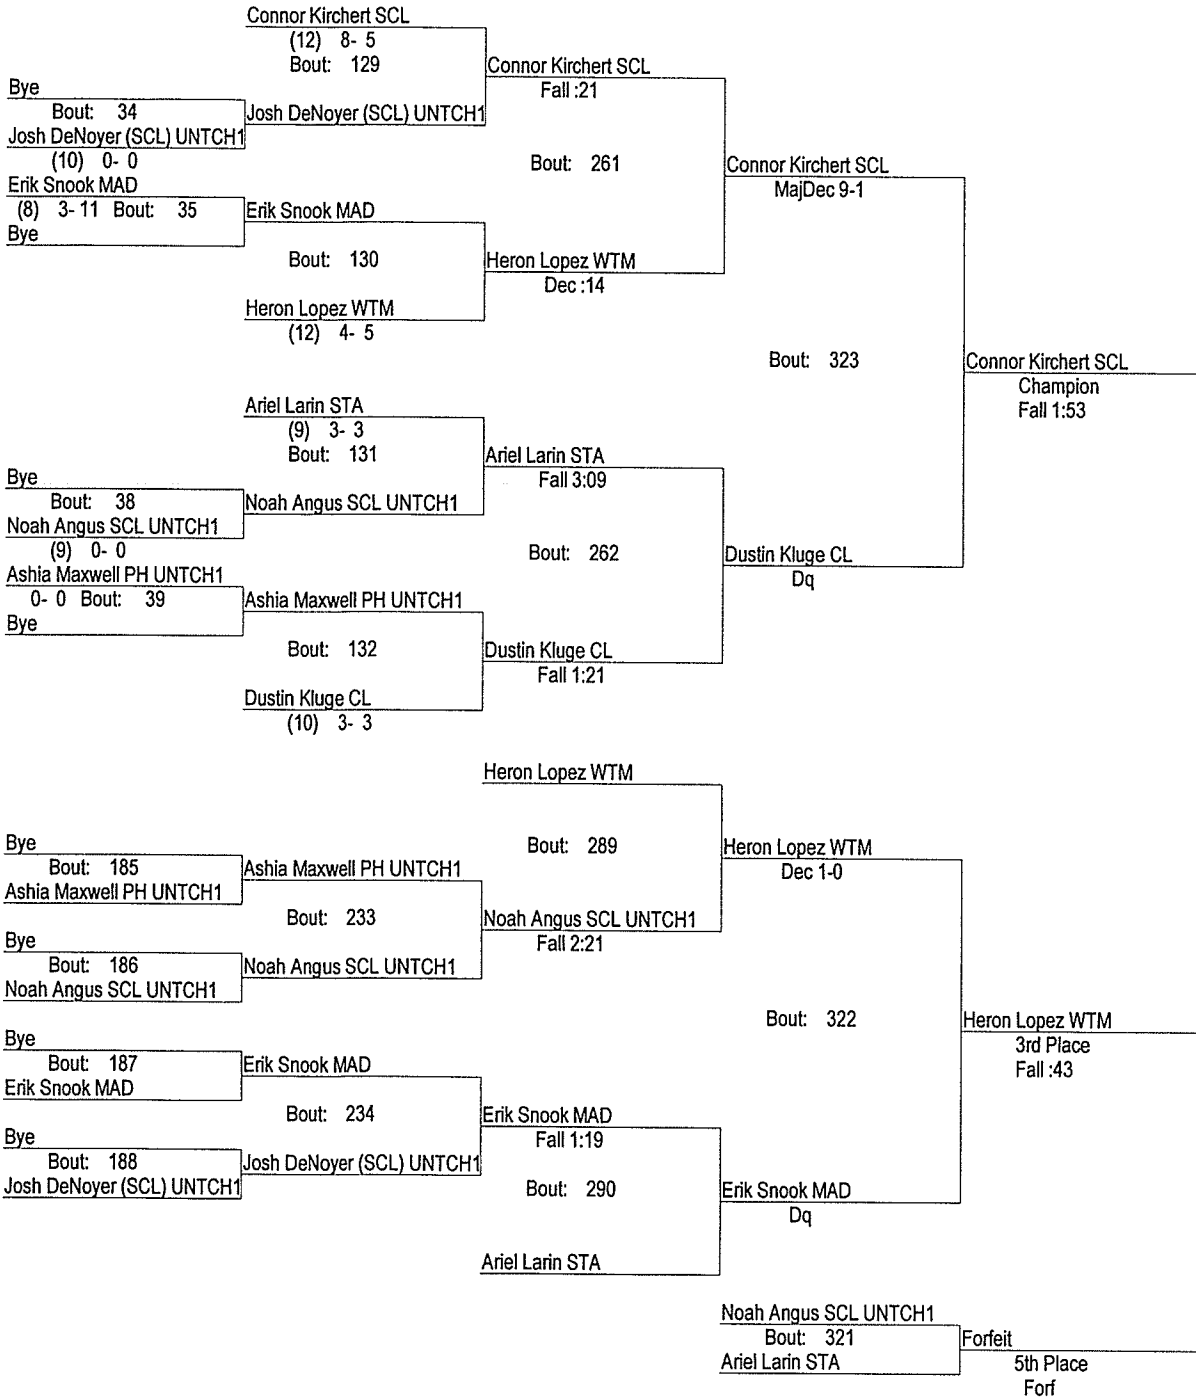 Connor Kirchert SCL
(12) 8- 5
Bout: 129
Connor Kirchert SCL
Fall :21
Bye
Bout: 34
Josh DeNoyer (SCL) UNTCH1
Josh DeNoyer (SCL) UNTCH1
(10) 0- 0
Bout: 261
Connor Kirchert SCL
MajDec 9-1
Erik Snook MAD
(8) 3- 11 Bout: 35
Erik Snook MAD
Bye
Bout: 130
Heron Lopez WTM
Dec :14
Heron Lopez WTM
(12) 4- 5
Bout: 323
Connor Kirchert SCL
Champion
Fall 1:53
Ariel Larin STA
(9) 3- 3
Bout: 131
Ariel Larin STA
Fall 3:09
Bye
Bout: 38
Noah Angus SCL UNTCH1
Noah Angus SCL UNTCH1
(9) 0- 0
Bout: 262
Dustin Kluge CL
Dq
Ashia Maxwell PH UNTCH1
0- 0 Bout: 39
Ashia Maxwell PH UNTCH1
Bye
Bout: 132
Dustin Kluge CL
Fall 1:21
Dustin Kluge CL
(10) 3- 3
Heron Lopez WTM
Bout: 289
Heron Lopez WTM
Dec 1-0
Bye
Bout: 185
Ashia Maxwell PH UNTCH1
Ashia Maxwell PH UNTCH1
Bout: 233
Noah Angus SCL UNTCH1
Fall 2:21
Bye
Bout: 186
Noah Angus SCL UNTCH1
Noah Angus SCL UNTCH1
Bout: 322
Heron Lopez WTM
3rd Place
Fall :43
Bye
Bout: 187
Erik Snook MAD
Erik Snook MAD
Bout: 234
Erik Snook MAD
Fall 1:19
Bye
Bout: 188
Josh DeNoyer (SCL) UNTCH1
Josh DeNoyer (SCL) UNTCH1
Bout: 290
Erik Snook MAD
Dq
Ariel Larin STA
Noah Angus SCL UNTCH1
Bout: 321
Ariel Larin STA
Forfeit
5th Place
Forf